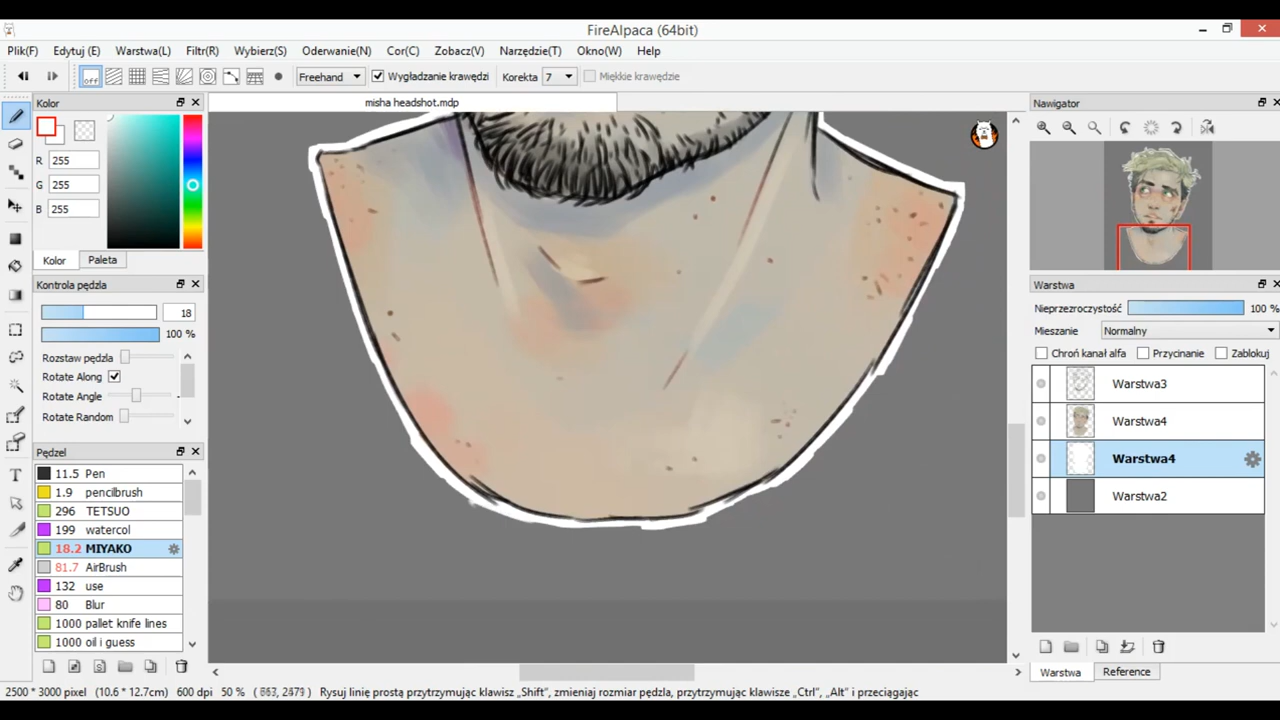 FireAlpaca (64bit)
Plik(F) Edytuj (E) Warstwa(L) Filtr(R) Wybierz(S) Oderwanie(N) Cor(C) Zobacz(V) Narzędzie(T) Okno(W) Help
off Freehand Wygładzanie krawędzi Korekta 7 Miękkie krawędzie
Kolor
misha headshot.mdp
Nawigator
R 255
G 255
B 255
Kolor Paleta
Kontrola pędzla
18
100 %
Rozstaw pędzla
Rotate Along
Rotate Angle
Rotate Random
Pędzel
11.5 Pen
1.9 pencilbrush
296 TETSUO
199 watercol
18.2 MIYAKO
81.7 AirBrush
132 use
80 Blur
1000 pallet knife lines
1000 oil i guess
Warstwa
Nieprzezroczystość 100 %
Mieszanie Normalny
Chroń kanał alfa Przycinanie Zablokuj
Warstwa3
Warstwa4
Warstwa4
Warstwa2
Warstwa Reference
2500 * 3000 pixel (10.6 * 12.7cm) 600 dpi 50 % Rysuj linię prostą przytrzymując klawisz „Shift”, zmieniaj rozmiar pędzla, przytrzymując klawisze „Ctrl”, „Alt” i przeciągając